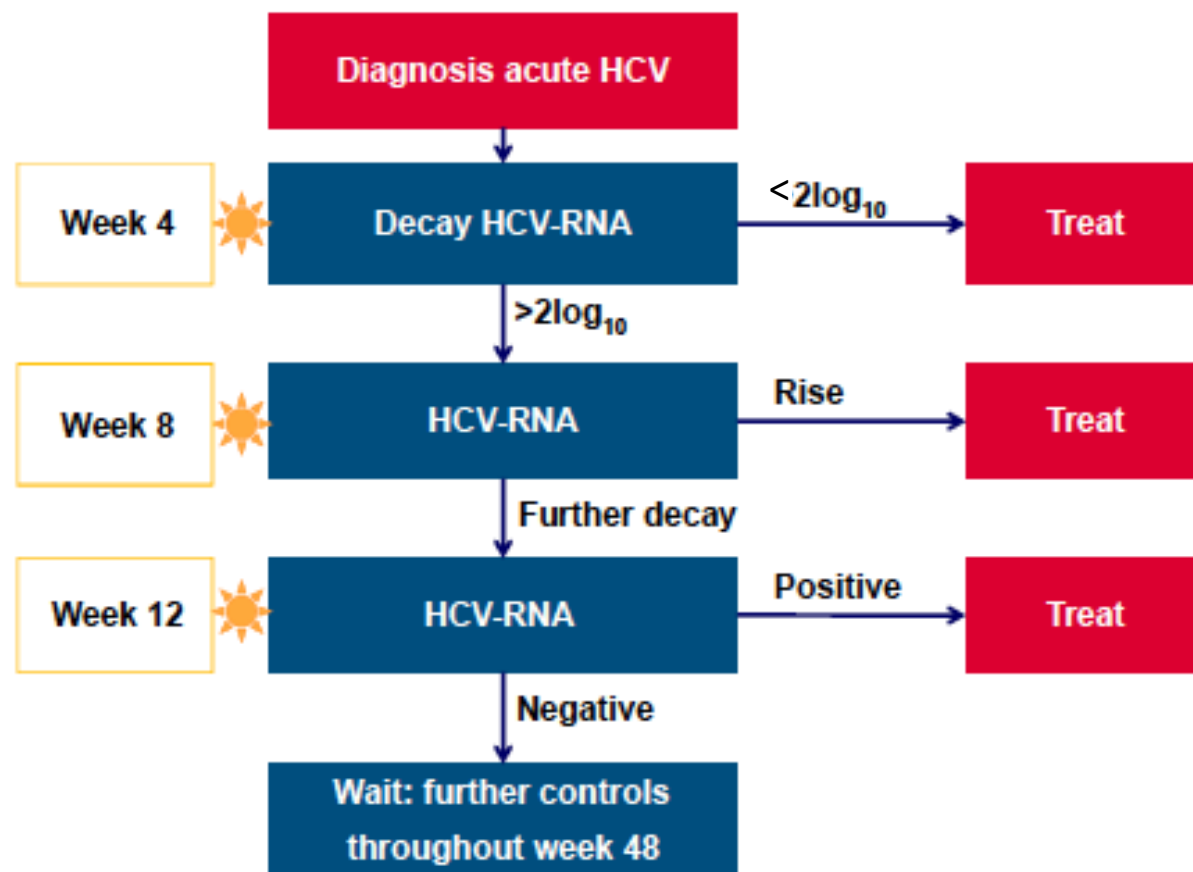 Diagnosis acute HCV
Week 4
Decay HCV-RNA
<2log₁₀
Treat
>2log₁₀
Week 8
HCV-RNA
Rise
Treat
Further decay
Week 12
HCV-RNA
Positive
Treat
Negative
Wait: further controls
throughout week 48